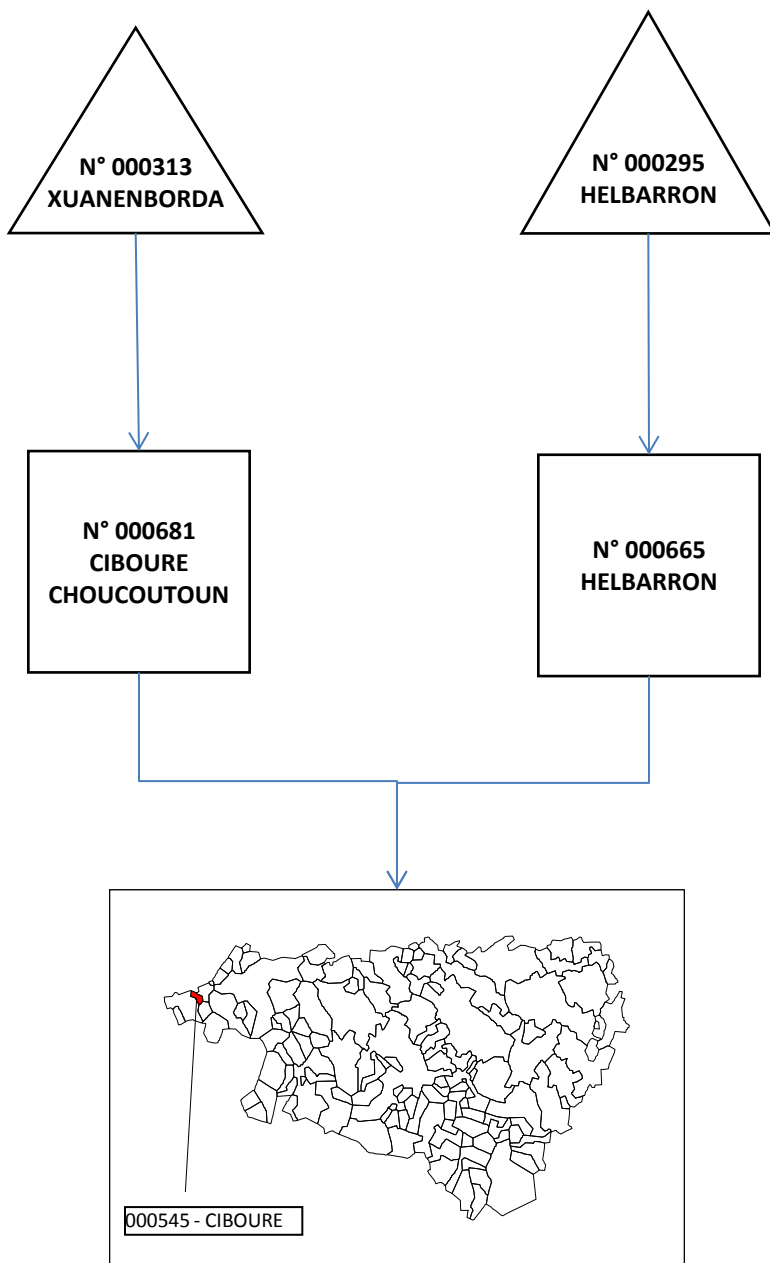 N° 000313
XUANENBORDA
N° 000295
HELBARRON
N° 000681
CIBOURE
CHOUCOUTOUN
N° 000665
HELBARRON
000545 - CIBOURE